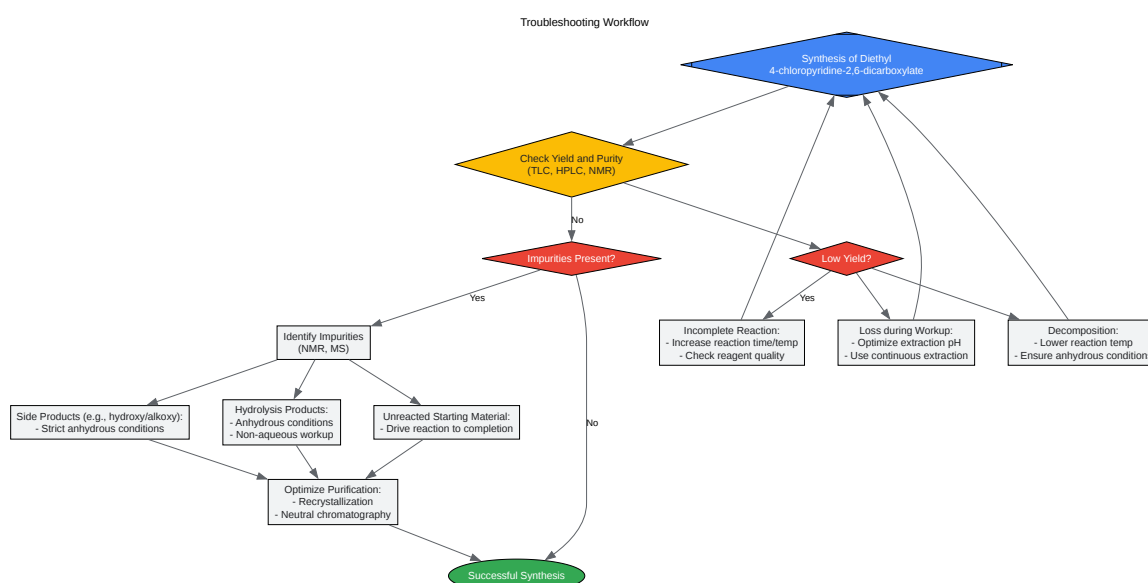 Troubleshooting Workflow
Synthesis of Diethyl
4-chloropyridine-2,6-dicarboxylate
Check Yield and Purity
(TLC, HPLC, NMR)
No
Impurities Present?
Low Yield?
Yes
Yes
Identify Impurities
(NMR, MS)
Incomplete Reaction:
- Increase reaction time/temp
- Check reagent quality
Loss during Workup:
- Optimize extraction pH
- Use continuous extraction
Decomposition:
- Lower reaction temp
- Ensure anhydrous conditions
Side Products (e.g., hydroxy/alkoxy):
- Strict anhydrous conditions
Hydrolysis Products:
- Anhydrous conditions
- Non-aqueous workup
Unreacted Starting Material:
- Drive reaction to completion
No
Optimize Purification:
- Recrystallization
- Neutral chromatography
Successful Synthesis